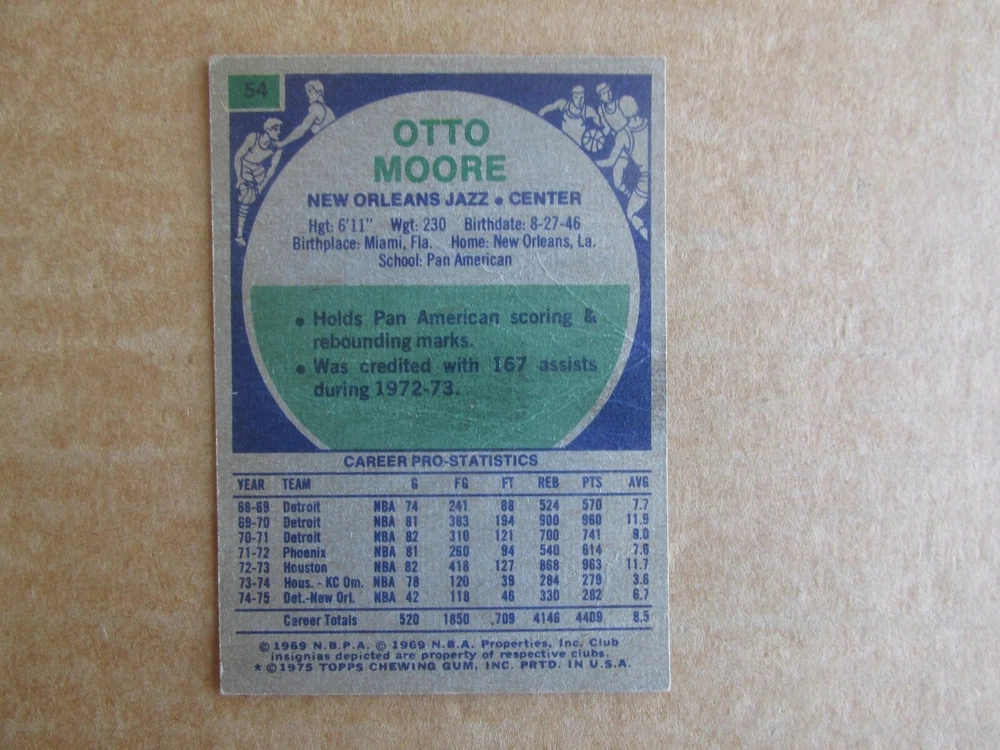 54
OTTO
MOORE
NEW ORLEANS JAZZ • CENTER
Hgt: 6'11" Wgt: 230 Birthdate: 8-27-46
Birthplace: Miami, Fla. Home: New Orleans, La.
School: Pan American
• Holds Pan American scoring &
rebounding marks.
• Was credited with 167 assists
during 1972-73.
CAREER PRO-STATISTICS
YEAR TEAM G FG FT REB PTS AVG
68-69 Detroit NBA 74 241 88 524 570 7.7
69-70 Detroit NBA 81 383 194 900 960 11.9
70-71 Detroit NBA 82 310 121 700 741 9.0
71-72 Phoenix NBA 81 260 94 540 614 7.6
72-73 Houston NBA 82 418 127 868 963 11.7
73-74 Hous. - KC Om. NBA 78 120 39 284 279 3.6
74-75 Det.-New Orl. NBA 42 118 46 330 282 6.7
Career Totals 520 1850 .709 4146 4409 8.5
© 1969 N.B.P.A. © 1969 N.B.A. Properties, Inc. Club
insignias depicted are property of respective clubs.
* © 1975 TOPPS CHEWING GUM, INC. PRTD. IN U.S.A.